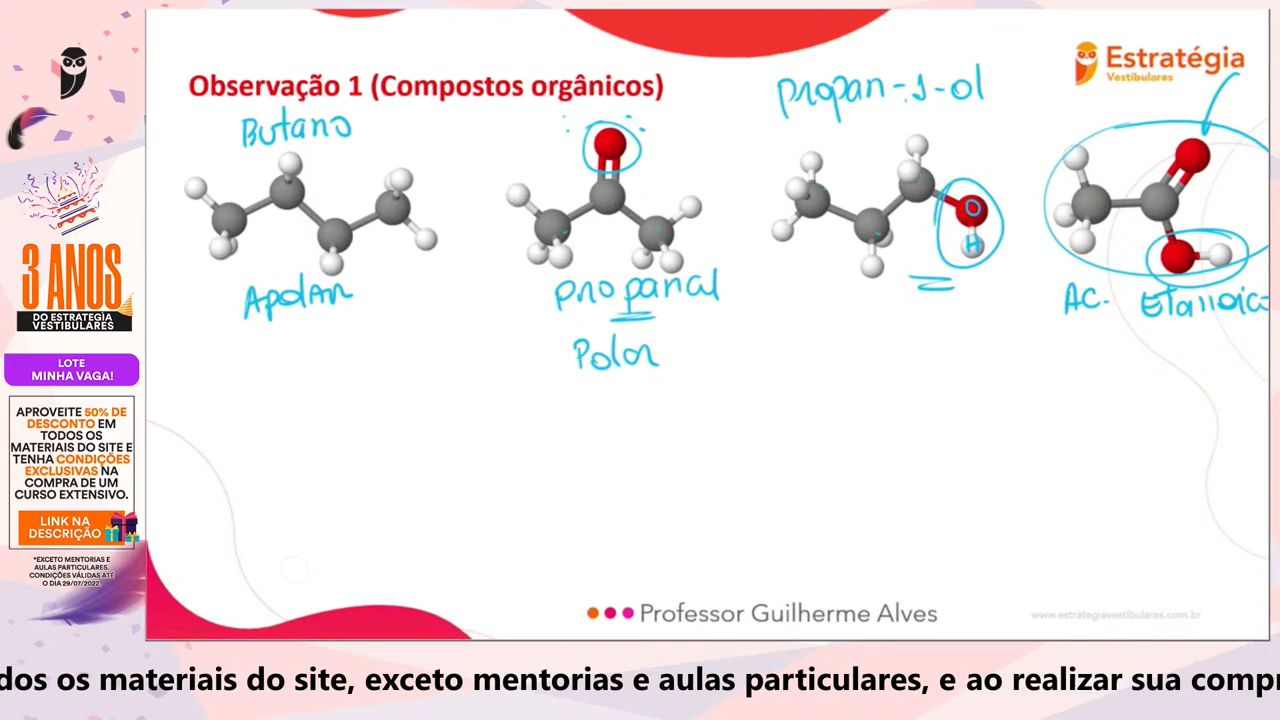 Observação 1 (Compostos orgânicos)
Estratégia
Vestibulares
Propan-1-ol
Butano
O
H
Apolar
Propanal
Polar
Ac. Etanoico
3 ANOS
DO ESTRATÉGIA
VESTIBULARES
LOTE
MINHA VAGA!
APROVEITE 50% DE
DESCONTO EM
TODOS OS
MATERIAIS DO SITE E
TENHA CONDIÇÕES
EXCLUSIVAS NA
COMPRA DE UM
CURSO EXTENSIVO.
LINK NA
DESCRIÇÃO
*EXCETO MENTORIAS E
AULAS PARTICULARES.
CONDIÇÕES VÁLIDAS ATÉ
O DIA 29/07/2022.
Professor Guilherme Alves
www.estrategiavestibulares.com.br
dos os materiais do site, exceto mentorias e aulas particulares, e ao realizar sua compr